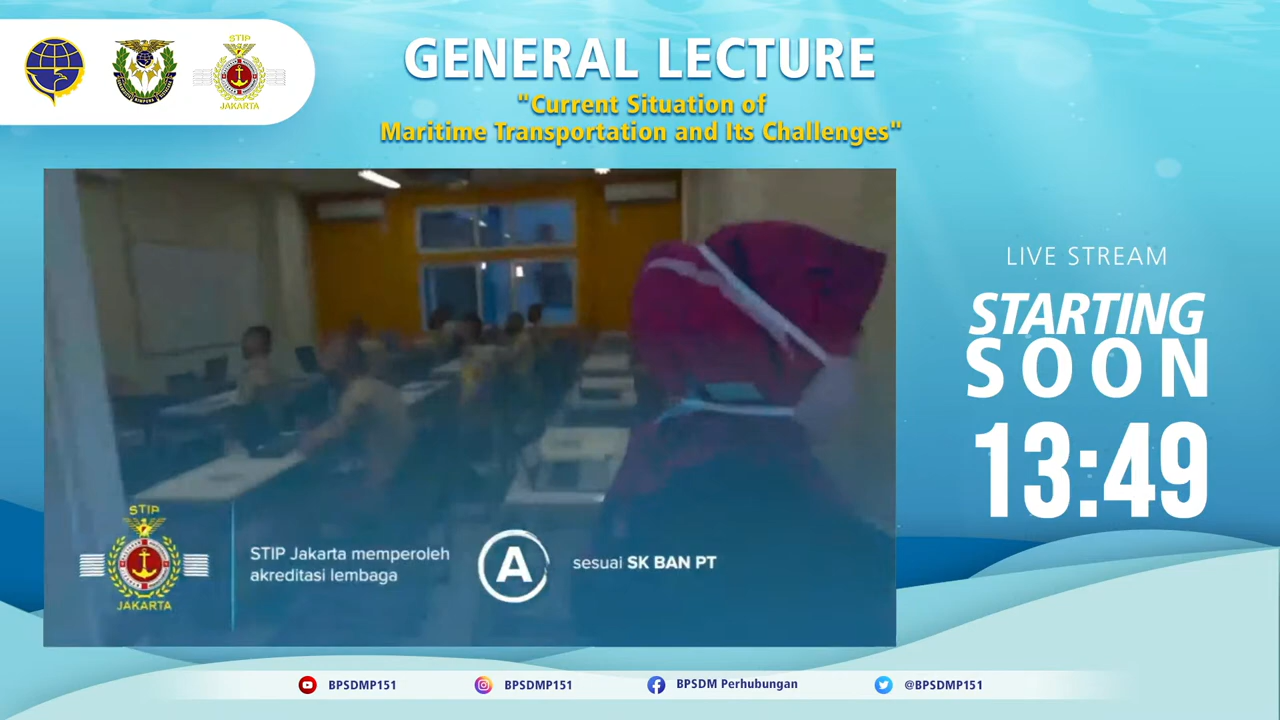 STIP
JAKARTA
GENERAL LECTURE
"Current Situation of
Maritime Transportation and Its Challenges"
LIVE STREAM
STARTING
SOON
13:49
STIP
JAKARTA
STIP Jakarta memperoleh
akreditasi lembaga
A
sesuai SK BAN PT
BPSDMP151
BPSDMP151
BPSDM Perhubungan
@BPSDMP151